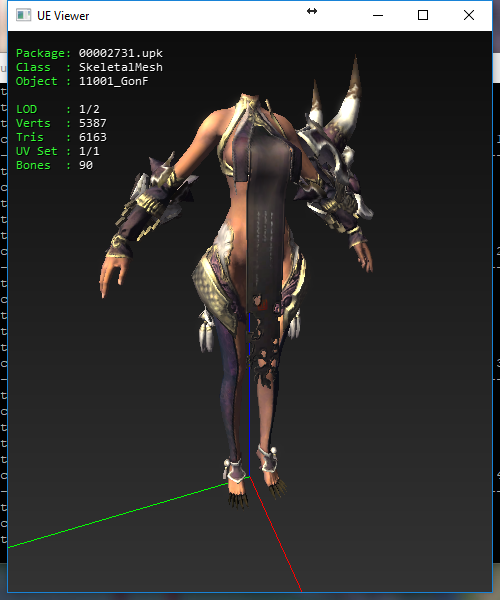 UE Viewer
Package: 00002731.upk
Class : SkeletalMesh
Object : 11001_GonF
LOD : 1/2
Verts : 5387
Tris : 6163
UV Set : 1/1
Bones : 90